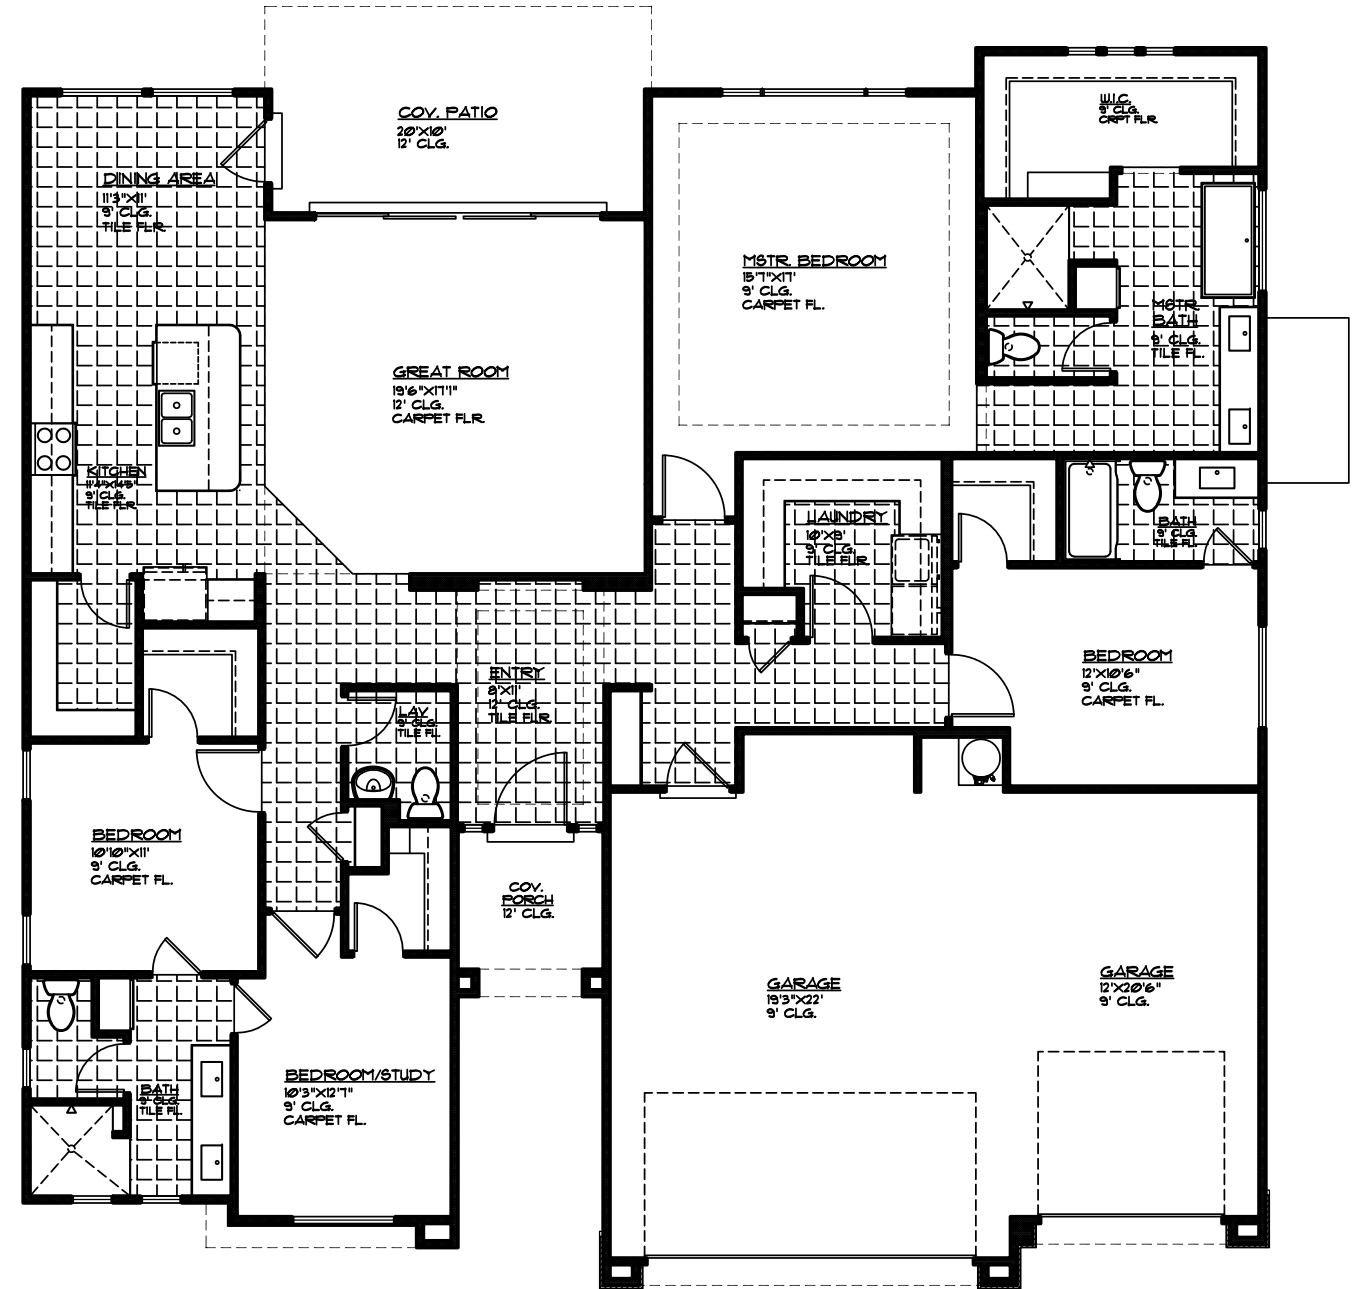 COV. PATIO
20'X10'
12' CLG.
W.I.C.
9' CLG.
CRPT FLR.
DINING AREA
11'3"X11'
9' CLG.
TILE FLR.
MSTR. BEDROOM
15'7"X17'
9' CLG.
CARPET FL.
MSTR.
BATH
9' CLG.
TILE FL.
GREAT ROOM
19'6"X17'1"
12' CLG.
CARPET FLR.
KITCHEN
11'4"X14'5"
9' CLG.
TILE FLR.
LAUNDRY
10'X9'
9' CLG.
TILE FLR.
BATH
9' CLG.
TILE FL.
BEDROOM
12'X10'6"
9' CLG.
CARPET FL.
ENTRY
8'X11'
12' CLG.
TILE FLR.
LAV.
9' CLG.
TILE FL.
BEDROOM
10'10"X11'
9' CLG.
CARPET FL.
COV.
PORCH
12' CLG.
GARAGE
19'3"X22'
9' CLG.
GARAGE
12'X20'6"
9' CLG.
BEDROOM/STUDY
10'3"X12'7"
9' CLG.
CARPET FL.
BATH
9' CLG.
TILE FL.